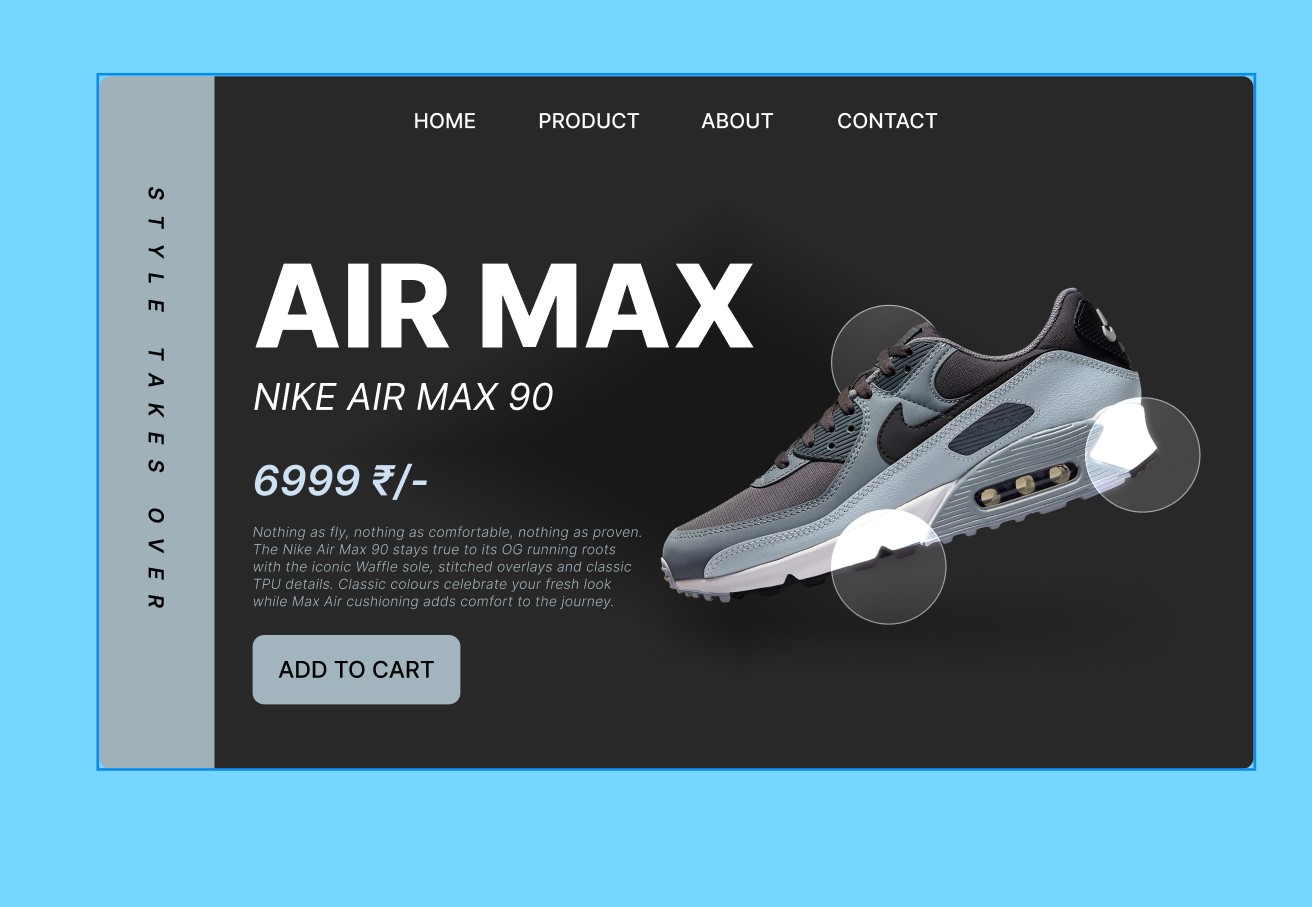 HOME PRODUCT ABOUT CONTACT
STYLE TAKES OVER
AIR MAX
NIKE AIR MAX 90
6999 ₹/-
Nothing as fly, nothing as comfortable, nothing as proven.
The Nike Air Max 90 stays true to its OG running roots
with the iconic Waffle sole, stitched overlays and classic
TPU details. Classic colours celebrate your fresh look
while Max Air cushioning adds comfort to the journey.
ADD TO CART